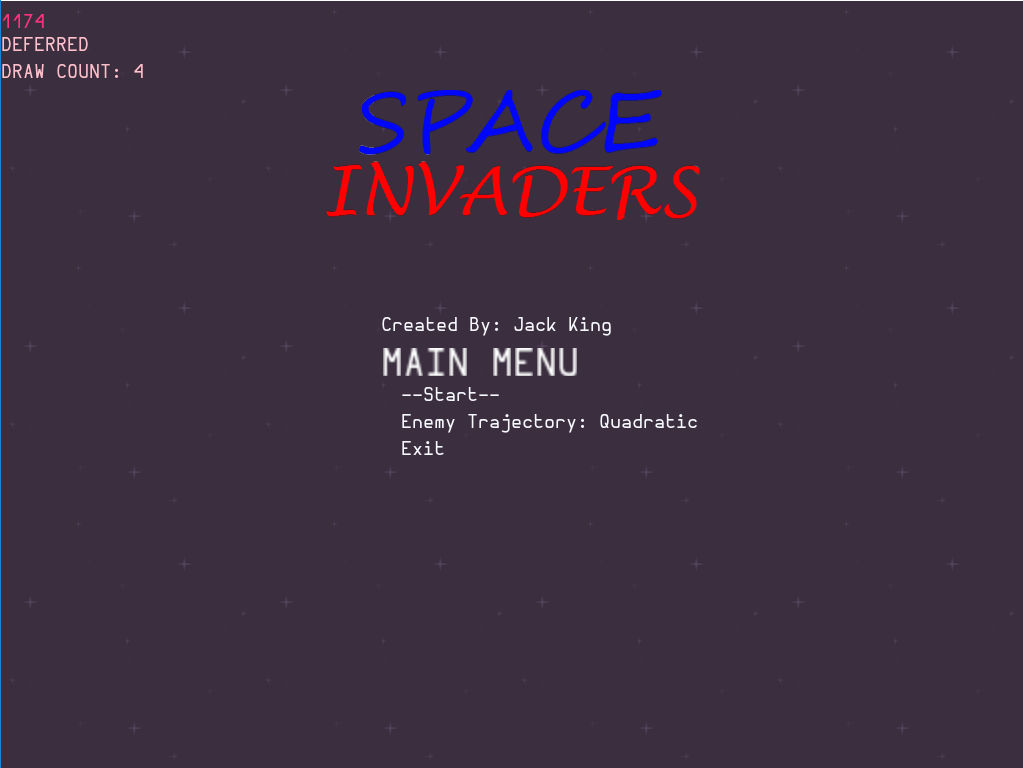 1174
DEFERRED
DRAW COUNT: 4
SPACE
INVADERS
Created By: Jack King
MAIN MENU
--Start--
Enemy Trajectory: Quadratic
Exit